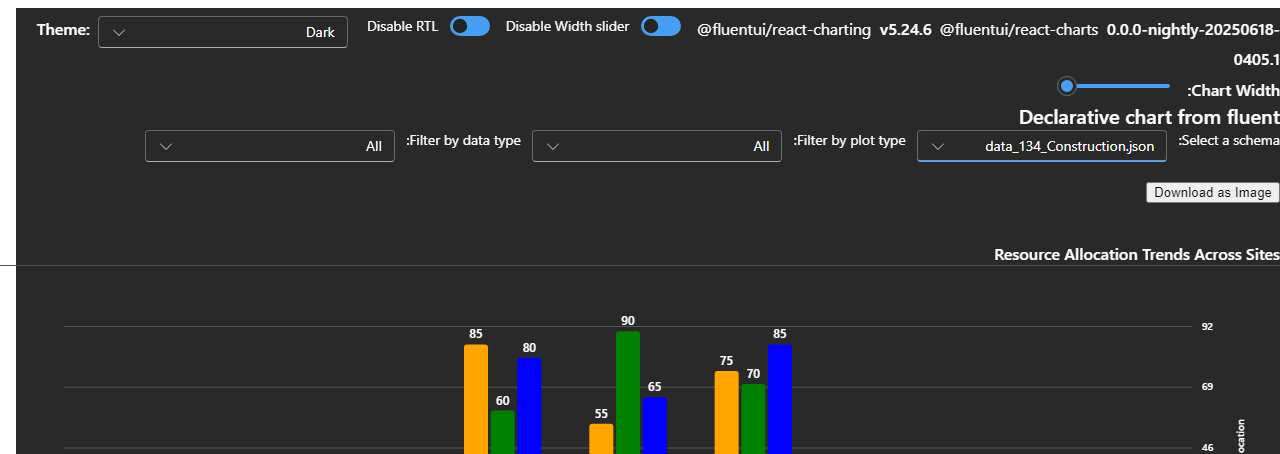 Theme: Dark Disable RTL Disable Width slider @fluentui/react-charting v5.24.6 @fluentui/react-charts 0.0.0-nightly-20250618-
0405.1
:Chart Width
Declarative chart from fluent
:Select a schema data_134_Construction.json :Filter by plot type All :Filter by data type All
Download as Image
Resource Allocation Trends Across Sites
92
90
85 85
80
75
70
69
65
60
55
46